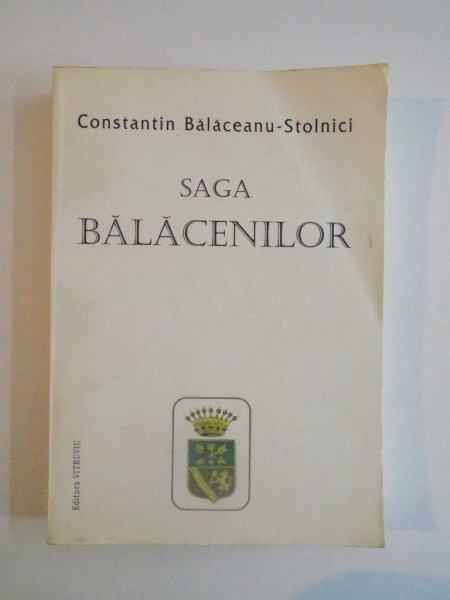 Constantin Bălăceanu-Stolnici
SAGA
BĂLĂCENILOR
Editura VITRUVIU